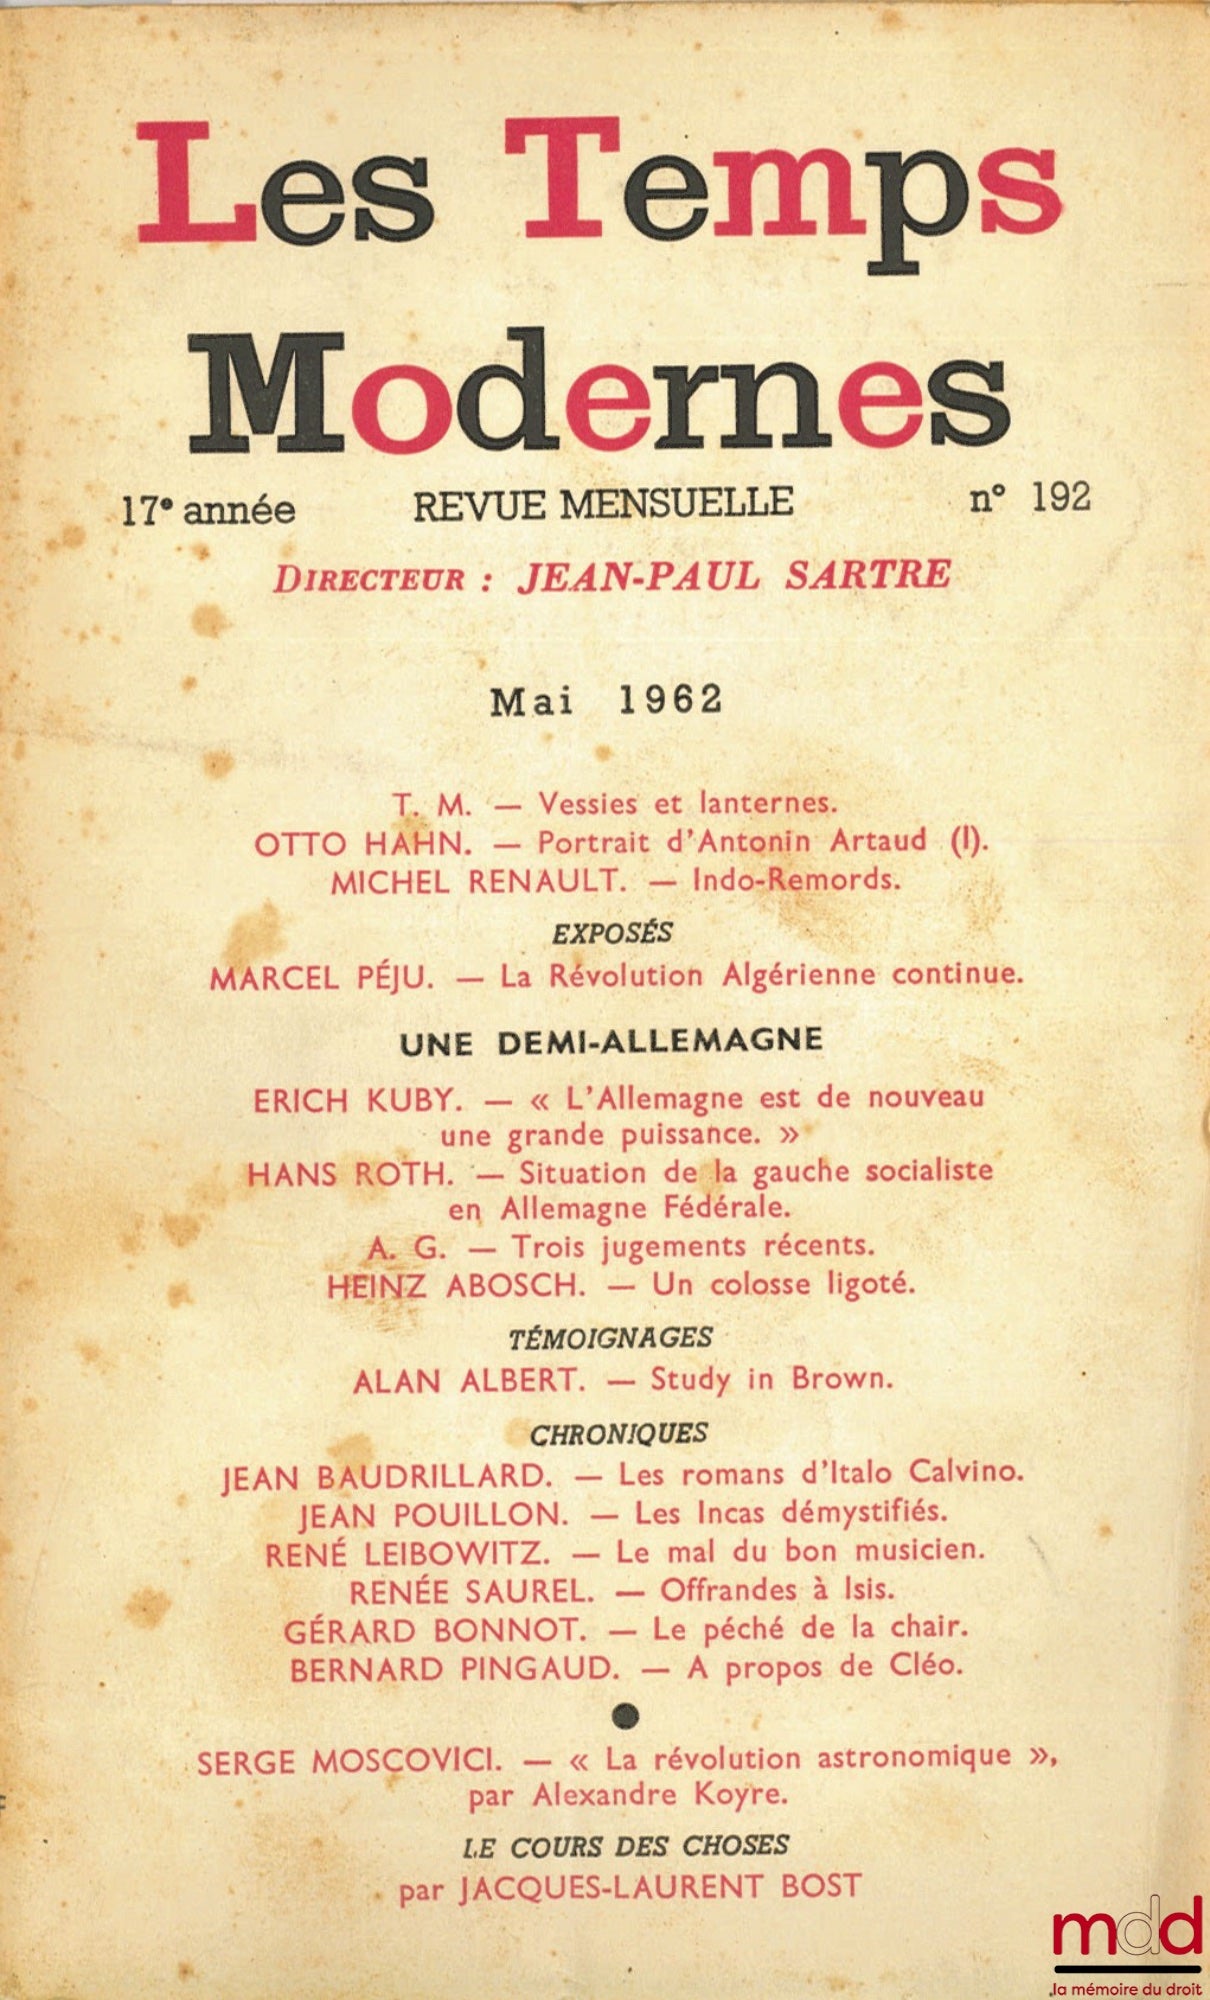 Les Temps
Modernes
17e année REVUE MENSUELLE n° 192
DIRECTEUR : JEAN-PAUL SARTRE
Mai 1962
T. M. — Vessies et lanternes.
OTTO HAHN. — Portrait d'Antonin Artaud (I).
MICHEL RENAULT. — Indo-Remords.
EXPOSÉS
MARCEL PÉJU. — La Révolution Algérienne continue.
UNE DEMI-ALLEMAGNE
ERICH KUBY. — « L'Allemagne est de nouveau
une grande puissance. »
HANS ROTH. — Situation de la gauche socialiste
en Allemagne Fédérale.
A. G. — Trois jugements récents.
HEINZ ABOSCH. — Un colosse ligoté.
TÉMOIGNAGES
ALAN ALBERT. — Study in Brown.
CHRONIQUES
JEAN BAUDRILLARD. — Les romans d'Italo Calvino.
JEAN POUILLON. — Les Incas démystifiés.
RENÉ LEIBOWITZ. — Le mal du bon musicien.
RENÉE SAUREL. — Offrandes à Isis.
GÉRARD BONNOT. — Le péché de la chair.
BERNARD PINGAUD. — A propos de Cléo.
SERGE MOSCOVICI. — « La révolution astronomique »,
par Alexandre Koyre.
LE COURS DES CHOSES
par JACQUES-LAURENT BOST
mdd
la mémoire du droit